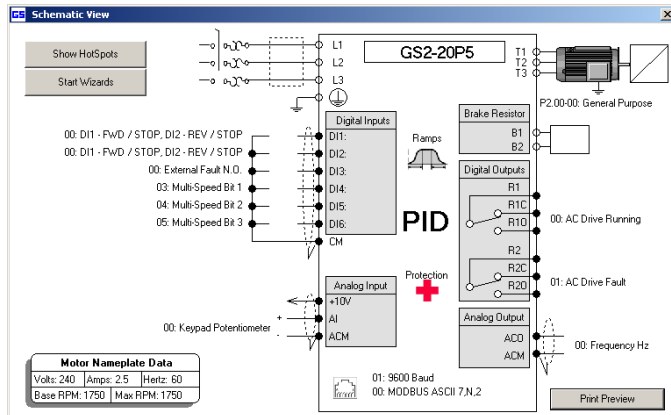 GS Schematic View
Show HotSpots
Start Wizards
L1
L2
L3
GS2-20P5
T1
T2
T3
P2.00-00: General Purpose
Digital Inputs
00: DI1 - FWD / STOP, DI2 - REV / STOP
DI1:
00: DI1 - FWD / STOP, DI2 - REV / STOP
DI2:
00: External Fault N.O.
DI3:
03: Multi-Speed Bit 1
DI4:
04: Multi-Speed Bit 2
DI5:
05: Multi-Speed Bit 3
DI6:
CM
Ramps
PID
Protection
Brake Resistor
B1
B2
Digital Outputs
R1
R1C
R1O
00: AC Drive Running
R2
R2C
R2O
01: AC Drive Fault
Analog Input
+10V
+ AI
00: Keypad Potentiometer
- ACM
Analog Output
ACO
ACM
00: Frequency Hz
Motor Nameplate Data
Volts: 240 Amps: 2.5 Hertz: 60
Base RPM: 1750 Max RPM: 1750
01: 9600 Baud
00: MODBUS ASCII 7,N,2
Print Preview